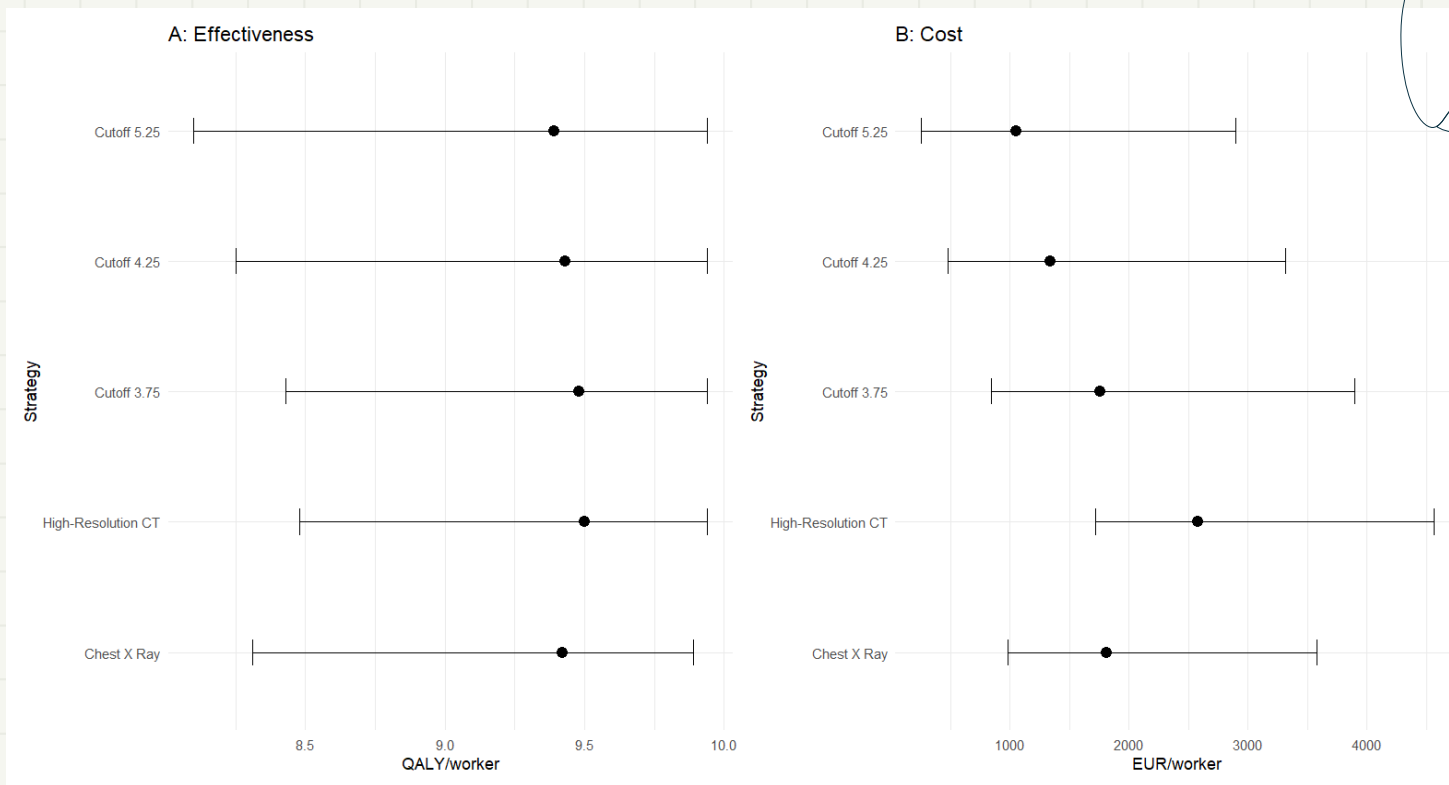 A: Effectiveness
Strategy
Cutoff 5.25
Cutoff 4.25
Cutoff 3.75
High-Resolution CT
Chest X Ray
8.5 9.0 9.5 10.0
QALY/worker
B: Cost
Strategy
Cutoff 5.25
Cutoff 4.25
Cutoff 3.75
High-Resolution CT
Chest X Ray
1000 2000 3000 4000
EUR/worker